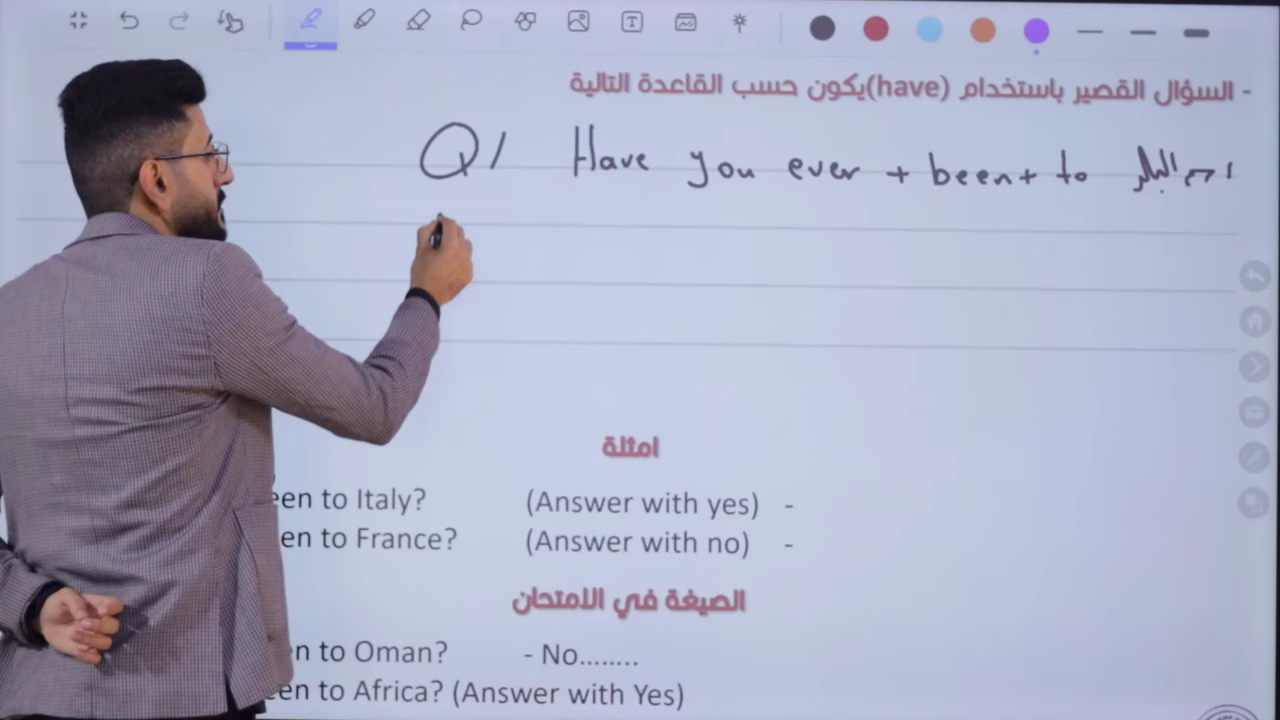 - السؤال القصير باستخدام (have)يكون حسب القاعدة التالية
Q1 Have you ever + been + to اسم البلد
امثلة
een to Italy? (Answer with yes) -
en to France? (Answer with no) -
الصيغة في الامتحان
n to Oman? - No........
een to Africa? (Answer with Yes)